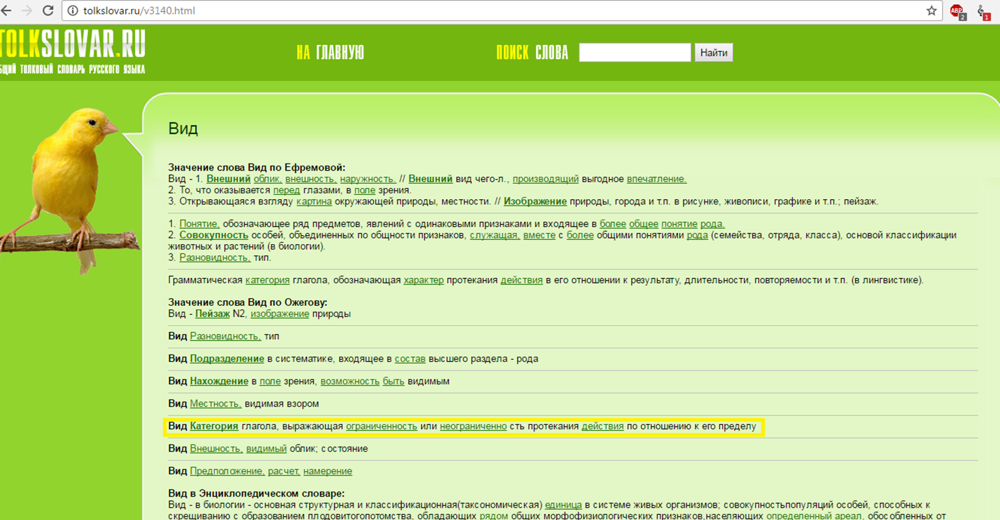 tolkslovar.ru/v3140.html
ABP
2
1
TOLKSLOVAR.RU
БЩИЙ ТОЛКОВЫЙ СЛОВАРЬ РУССКОГО ЯЗЫКА
НА ГЛАВНУЮ
ПОИСК СЛОВА
Найти
Вид
Значение слова Вид по Ефремовой:
Вид - 1. Внешний облик, внешность, наружность. // Внешний вид чего-л., производящий выгодное впечатление.
2. То, что оказывается перед глазами, в поле зрения.
3. Открывающаяся взгляду картина окружающей природы, местности. // Изображение природы, города и т.п. в рисунке, живописи, графике и т.п.; пейзаж.
1. Понятие, обозначающее ряд предметов, явлений с одинаковыми признаками и входящее в более общее понятие рода.
2. Совокупность особей, объединенных по общности признаков, служащая, вместе с более общими понятиями рода (семейства, отряда, класса), основой классификации
животных и растений (в биологии).
3. Разновидность, тип.
Грамматическая категория глагола, обозначающая характер протекания действия в его отношении к результату, длительности, повторяемости и т.п. (в лингвистике).
Значение слова Вид по Ожегову:
Вид - Пейзаж N2, изображение природы
Вид Разновидность, тип
Вид Подразделение в систематике, входящее в состав высшего раздела - рода
Вид Нахождение в поле зрения, возможность быть видимым
Вид Местность, видимая взором
Вид Категория глагола, выражающая ограниченность или неограниченно сть протекания действия по отношению к его пределу
Вид Внешность, видимый облик; состояние
Вид Предположение, расчет, намерение
Вид в Энциклопедическом словаре:
Вид - в биологии - основная структурная и классификационная(таксономическая) единица в системе живых организмов; совокупностьпопуляций особей, способных к
скрещиванию с образованием плодовитогопотомства, обладающих рядом общих морфофизиологических признаков,населяющих определенный ареал, обособленных от